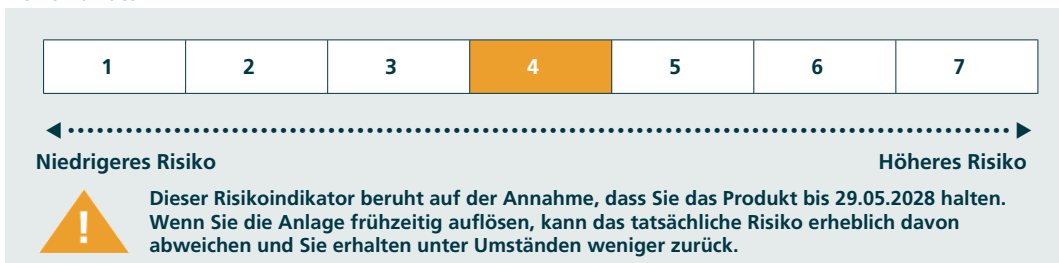 1 2 3 4 5 6 7
Niedrigeres Risiko Höheres Risiko
!
Dieser Risikoindikator beruht auf der Annahme, dass Sie das Produkt bis 29.05.2028 halten.
Wenn Sie die Anlage frühzeitig auflösen, kann das tatsächliche Risiko erheblich davon
abweichen und Sie erhalten unter Umständen weniger zurück.